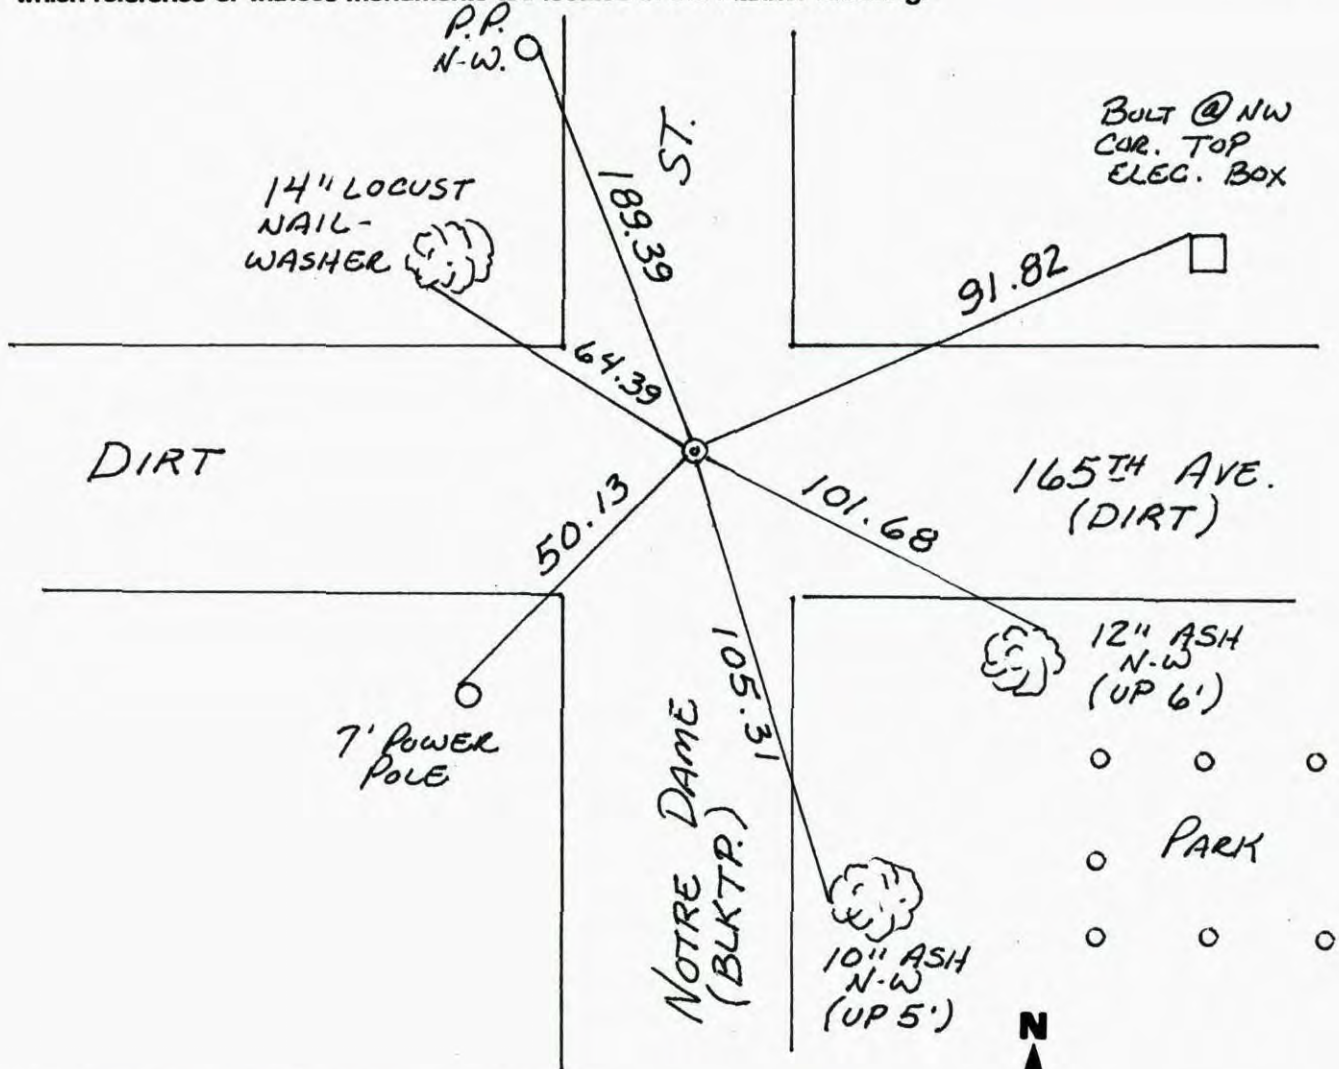 P.P.
N-W.
ST.
BOLT @ NW
COR. TOP
ELEC. BOX
14" LOCUST
NAIL-
WASHER
189.39
91.82
64.39
DIRT
165TH AVE.
(DIRT)
101.68
50.13
12" ASH
N-W
(UP 6')
105.31
7' POWER
POLE
NOTRE DAME
(BLKTP.)
PARK
10" ASH
N-W
(UP 5')
N